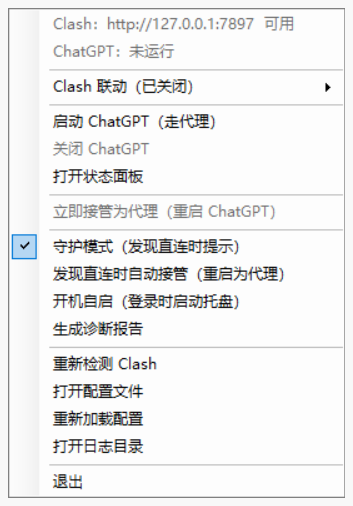 Clash：http://127.0.0.1:7897 可用
ChatGPT：未运行
Clash 联动（已关闭）
启动 ChatGPT（走代理）
关闭 ChatGPT
打开状态面板
立即接管为代理（重启 ChatGPT）
守护模式（发现直连时提示）
发现直连时自动接管（重启为代理）
开机自启（登录时启动托盘）
生成诊断报告
重新检测 Clash
打开配置文件
重新加载配置
打开日志目录
退出